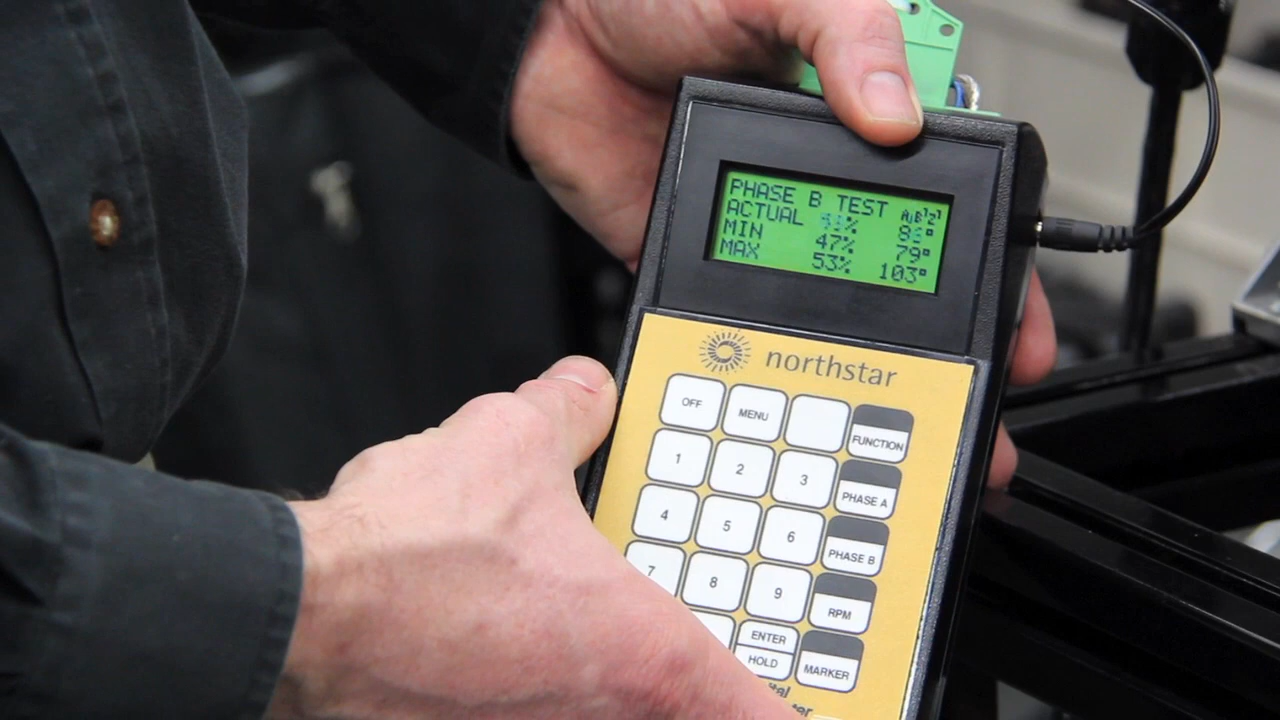 PHASE B TEST
ACTUAL
MIN 47% 79°
MAX 53% 103°
northstar
OFF MENU FUNCTION
1 2 3 PHASE A
4 5 6 PHASE B
7 8 9 RPM
ENTER
HOLD MARKER